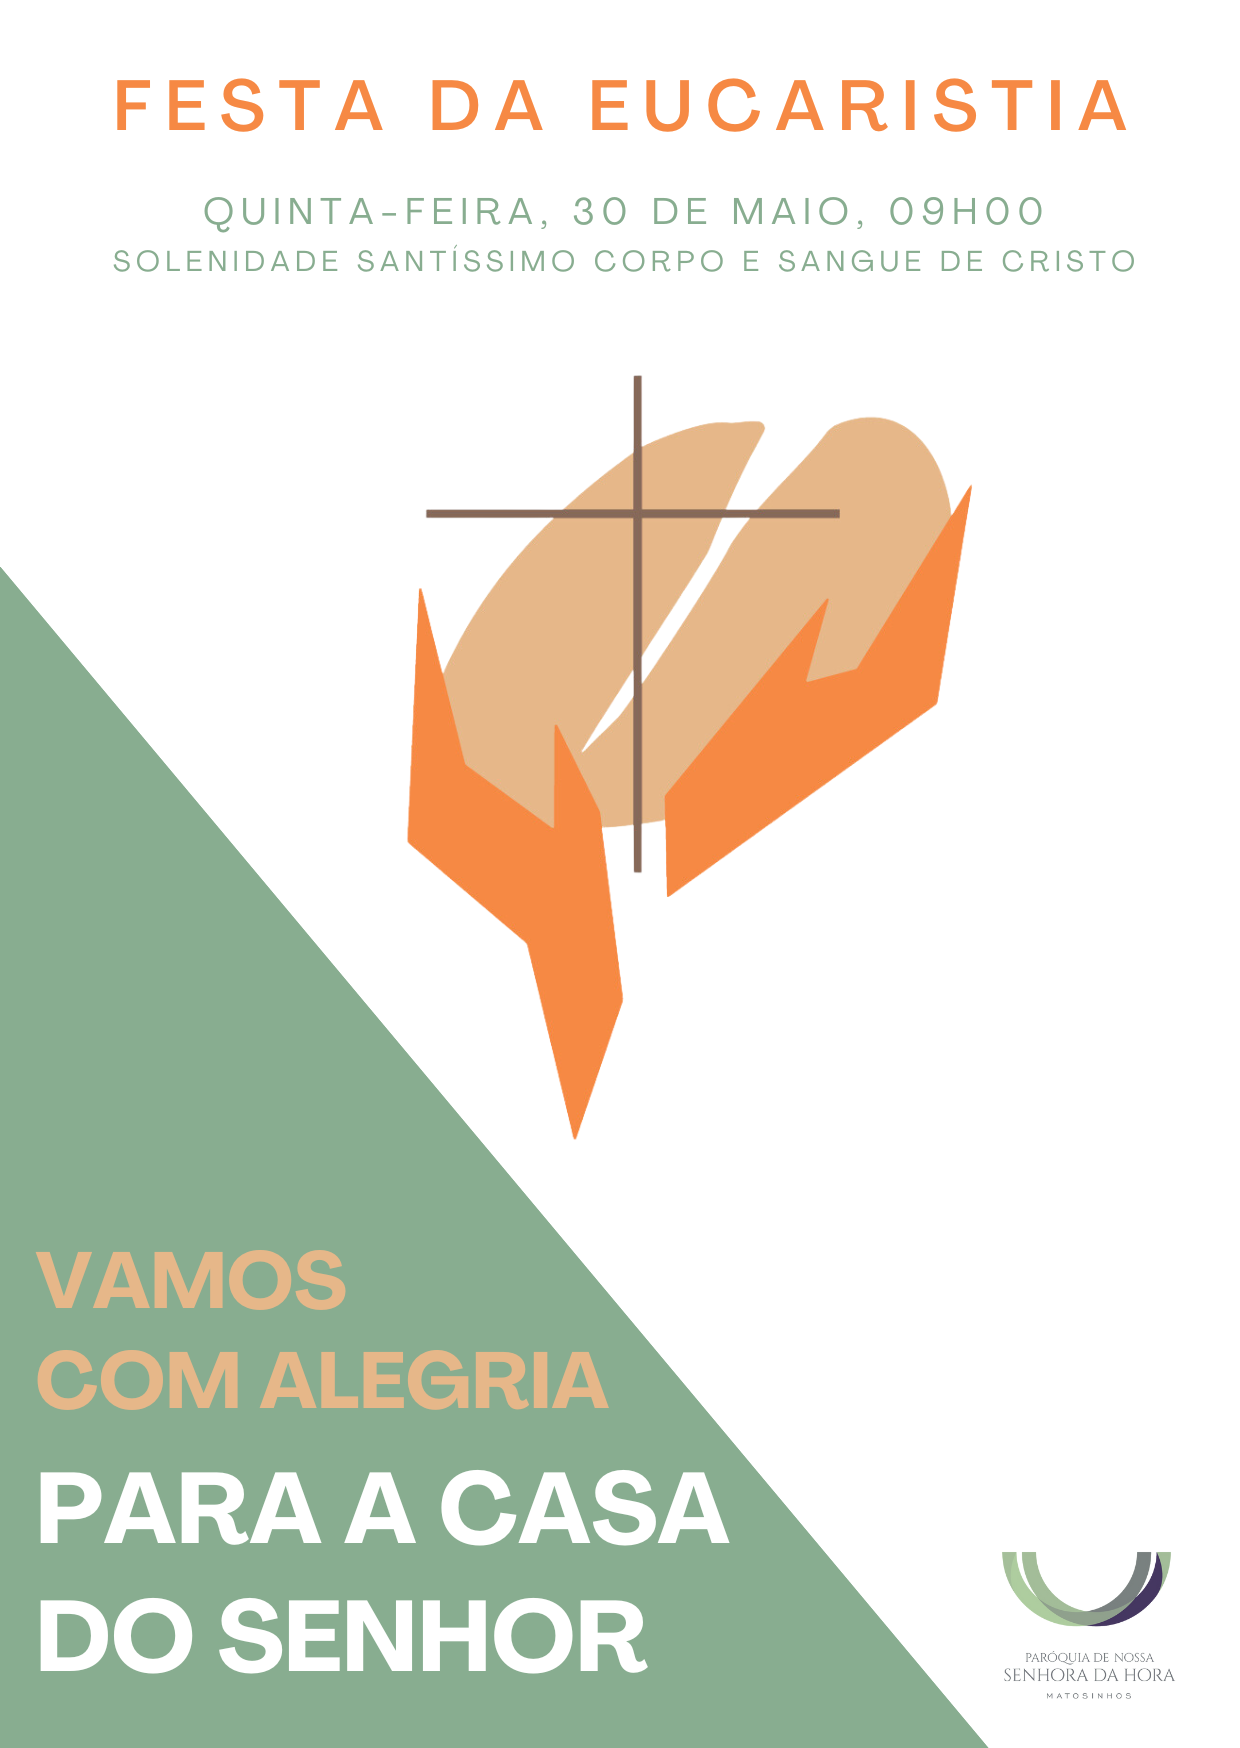 FESTA DA EUCARISTIA
QUINTA-FEIRA, 30 DE MAIO, 09H00
SOLENIDADE SANTÍSSIMO CORPO E SANGUE DE CRISTO
VAMOS
COM ALEGRIA
PARA A CASA
DO SENHOR
PARÓQUIA DE NOSSA
SENHORA DA HORA
MATOSINHOS